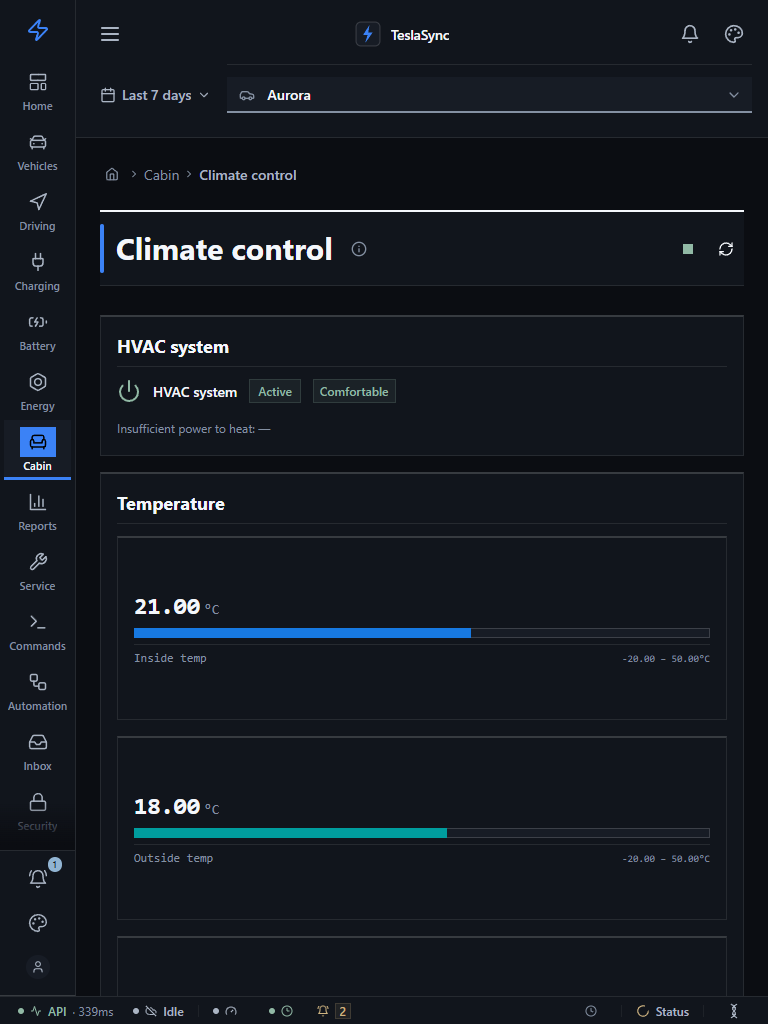 TeslaSync
Last 7 days
Aurora
Home
Vehicles
Driving
Charging
Battery
Energy
Cabin
Reports
Service
Commands
Automation
Inbox
Security
1
Cabin
Climate control
Climate control
HVAC system
HVAC system
Active
Comfortable
Insufficient power to heat: —
Temperature
21.00 °C
Inside temp
-20.00 – 50.00°C
18.00 °C
Outside temp
-20.00 – 50.00°C
API · 339ms
Idle
2
Status